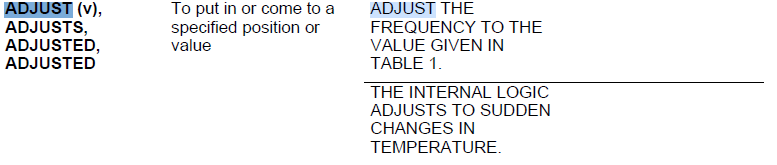 ADJUST (v),
ADJUSTS,
ADJUSTED,
ADJUSTED
To put in or come to a
specified position or
value
ADJUST THE
FREQUENCY TO THE
VALUE GIVEN IN
TABLE 1.
THE INTERNAL LOGIC
ADJUSTS TO SUDDEN
CHANGES IN
TEMPERATURE.